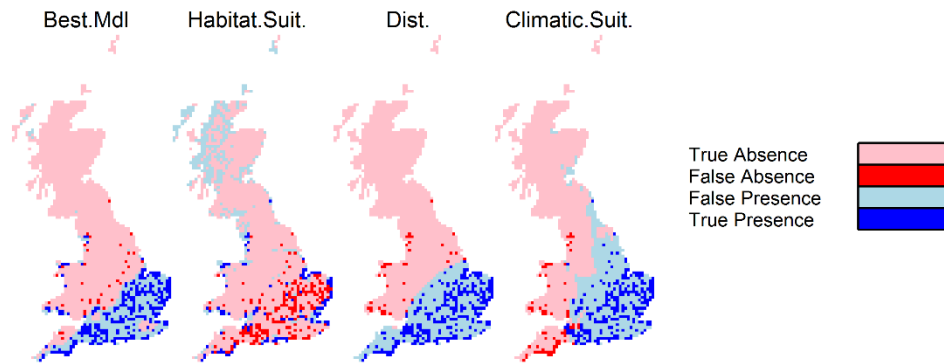 Best.Mdl Habitat.Suit. Dist. Climatic.Suit.
True Absence
False Absence
False Presence
True Presence